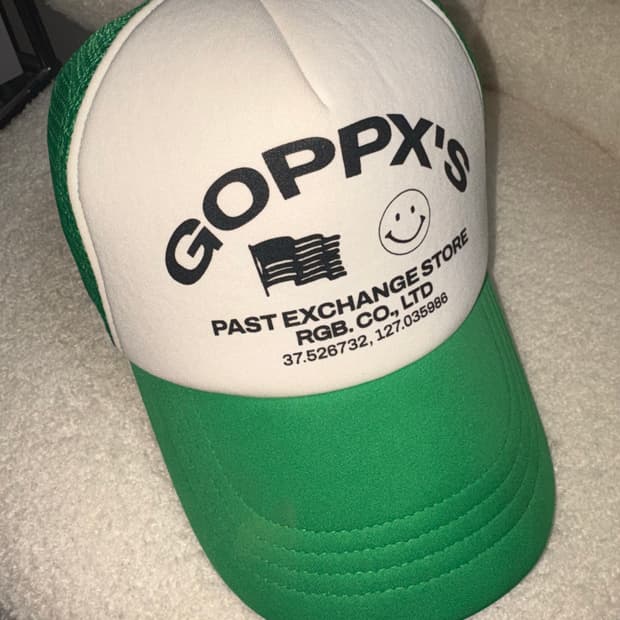 GOPPX'S
PAST EXCHANGE STORE
RGB. CO., LTD
37.526732, 127.035986